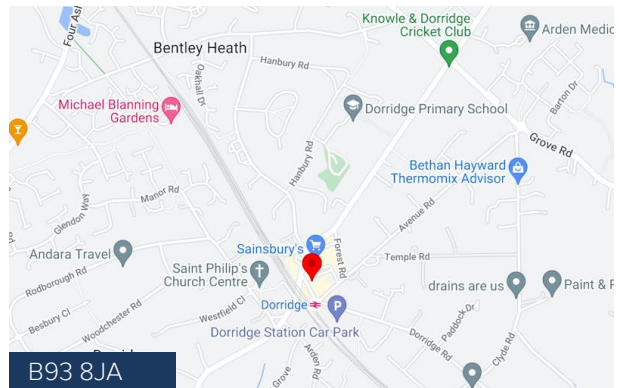 Four Ash
Knowle & Dorridge
Cricket Club
Arden Medic
Bentley Heath
Hanbury Rd
Oakhall Dr
Barton Dr
Michael Blanning
Gardens
Dorridge Primary School
Grove Rd
Hanbury Rd
Bethan Hayward
Thermomix Advisor
Manor Rd
Glendon Way
Avenue Rd
Sainsbury's
Forest Rd
Andara Travel
Temple Rd
Saint Philip's
Church Centre
Rodborough Rd
drains are us
Paint & F
Westfield Cl
Dorridge
P
Paddock Dr
Besbury Cl
Woodchester Rd
Dorridge Station Car Park
Dorridge Rd
Clyde Rd
Arden Rd
Grove
B93 8JA